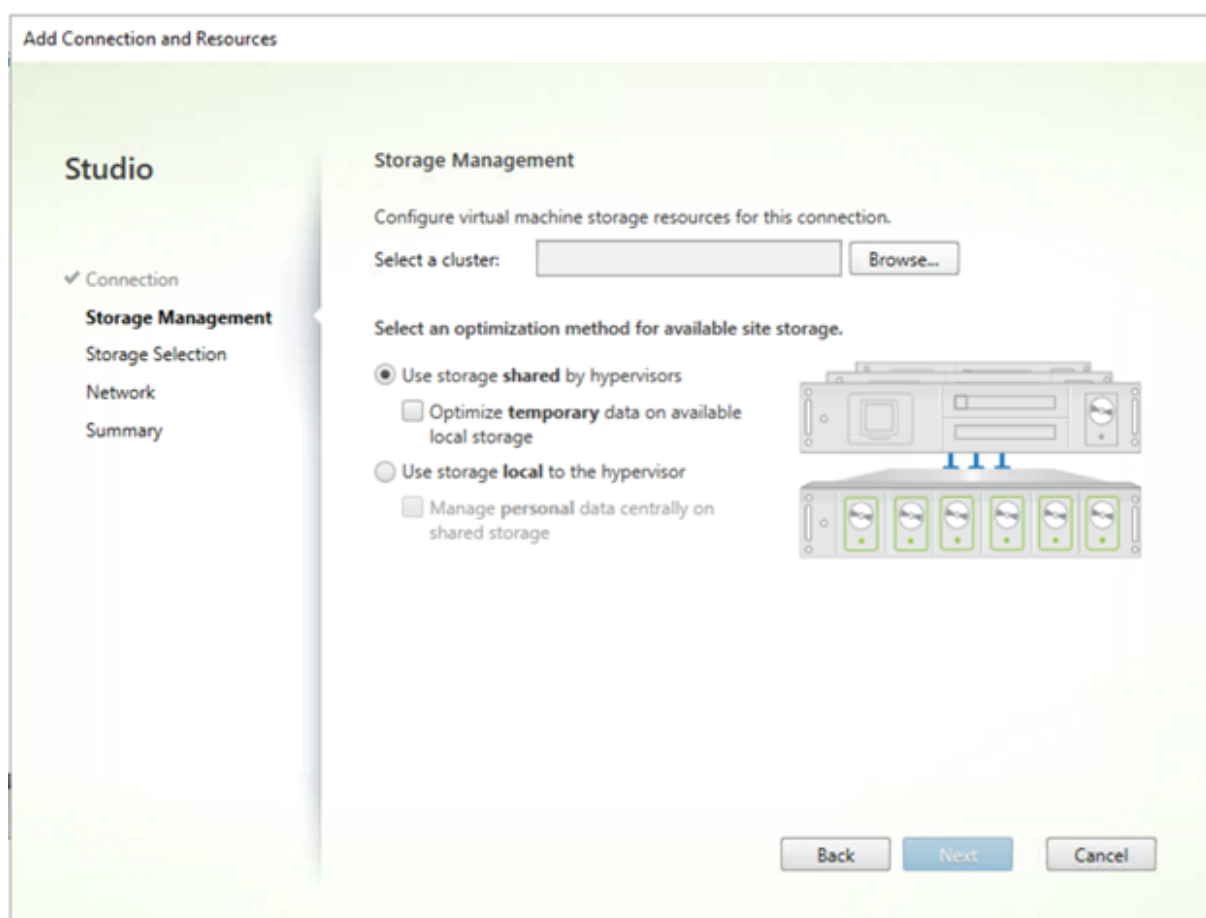 Add Connection and Resources
Studio
✔ Connection
Storage Management
Storage Selection
Network
Summary
Storage Management
Configure virtual machine storage resources for this connection.
Select a cluster:
Browse...
Select an optimization method for available site storage.
Use storage shared by hypervisors
Optimize temporary data on available
local storage
Use storage local to the hypervisor
Manage personal data centrally on
shared storage
Back
Next
Cancel